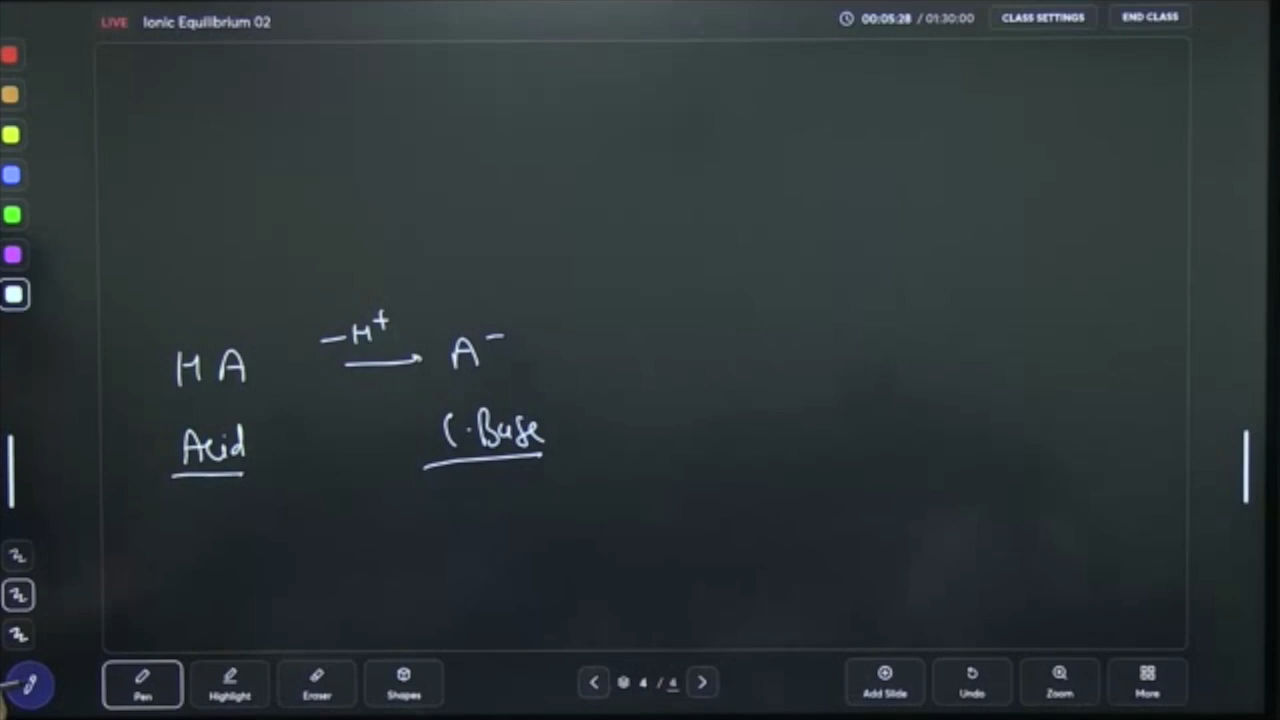 LIVE Ionic Equilibrium 02
00:05:28 / 01:30:00
CLASS SETTINGS
END CLASS
HA —H⁺ → A⁻
Acid C.Base
Pen
Highlight
Eraser
Shapes
4 / 4
Add Slide
Undo
Zoom
More